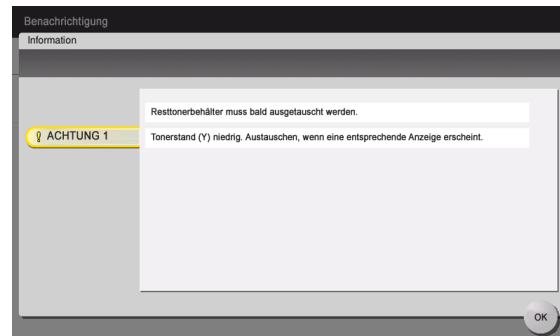 Benachrichtigung
Information
Resttonerbehälter muss bald ausgetauscht werden.
ACHTUNG 1
Tonerstand (Y) niedrig. Austauschen, wenn eine entsprechende Anzeige erscheint.
OK